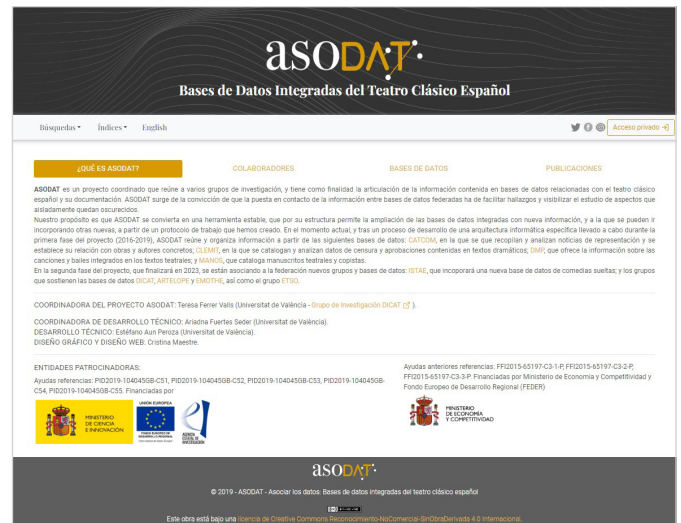 ASODAT
Bases de Datos Integradas del Teatro Clásico Español
Búsquedas Índices English Acceso privado
¿QUÉ ES ASODAT? COLABORADORES BASES DE DATOS PUBLICACIONES
ASODAT es un proyecto coordinado que reúne a varios grupos de investigación, y tiene como finalidad la articulación de la información contenida en bases de datos relacionadas con el teatro clásico
español y su documentación. ASODAT surge de la convicción de que la puesta en contacto de la información entre bases de datos federadas ha de facilitar hallazgos y visibilizar el estudio de aspectos que
aisladamente quedan oscurecidos.
Nuestro propósito es que ASODAT se convierta en una herramienta estable, que por su estructura permite la ampliación de las bases de datos integradas con nueva información, y a la que se pueden ir
incorporando otras nuevas, a partir de un protocolo de trabajo que hemos creado. En el momento actual, y tras un proceso de desarrollo de una arquitectura informática específica llevado a cabo durante la
primera fase del proyecto (2016-2019), ASODAT reúne y organiza información a partir de las siguientes bases de datos: CATCOM, en la que se que recopilan y analizan noticias de representación y se
establece su relación con obras y autores concretos; CLEMIT, en la que se catalogan y analizan datos de censura y aprobaciones contenidas en textos dramáticos; DMP, que ofrece la información sobre las
canciones y bailes integrados en los textos teatrales; y MANOS, que cataloga manuscritos teatrales y copistas.
En la segunda fase del proyecto, que finalizará en 2023, se están asociando a la federación nuevos grupos y bases de datos: ISTAE, que incoporará una nueva base de datos de comedias sueltas; y los grupos
que sostienen las bases de datos DICAT, ARTELOPE y EMOTHE, así como el grupo ETSO.
COORDINADORA DEL PROYECTO ASODAT: Teresa Ferrer Valls (Universitat de València - Grupo de Investigación DICAT ).
COORDINADORA DE DESARROLLO TÉCNICO: Ariadna Fuertes Seder (Universitat de València).
DESARROLLO TÉCNICO: Estéfano Aun Peroza (Universitat de València).
DISEÑO GRÁFICO Y DISEÑO WEB: Cristina Maestre.
ENTIDADES PATROCINADORAS:
Ayudas referencias: PID2019-104045GB-C51, PID2019-104045GB-C52, PID2019-104045GB-C53, PID2019-104045GB-
C54, PID2019-104045GB-C55. Financiadas por
MINISTERIO
DE CIENCIA
E INNOVACIÓN
UNIÓN EUROPEA
AGENCIA
ESTATAL DE
INVESTIGACIÓN
Ayudas anteriores referencias: FFI2015-65197-C3-1-P, FFI2015-65197-C3-2-P,
FFI2015-65197-C3-3-P. Financiadas por Ministerio de Economía y Competitividad y
Fondo Europeo de Desarrollo Regional (FEDER)
MINISTERIO
DE ECONOMÍA
Y COMPETITIVIDAD
ASODAT
© 2019 - ASODAT - Asociar los datos: Bases de datos integradas del teatro clásico español
Este obra está bajo una licencia de Creative Commons Reconocimiento-NoComercial-SinObraDerivada 4.0 Internacional.